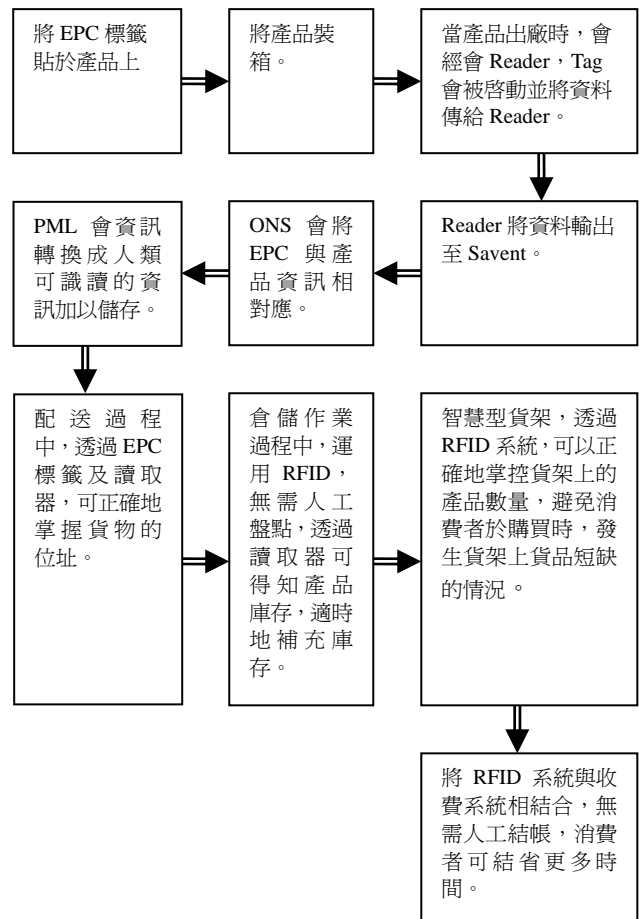 將 EPC 標籤
貼於產品上
將產品裝
箱。
當產品出廠時，會
經會 Reader，Tag
會被啓動並將資料
傳給 Reader。
Reader 將資料輸出
至 Savent。
ONS 會將
EPC 與產
品資訊相
對應。
PML 會資訊
轉換成人類
可識讀的資
訊加以儲存。
配送過程
中，透過 EPC
標籤及讀取
器，可正確地
掌握貨物的
位址。
倉儲作業
過程中，運
用 RFID，
無需人工
盤點，透過
讀取器可
得知產品
庫存，適時
地補充庫
存。
智慧型貨架，透過
RFID 系統，可以正
確地掌控貨架上的
產品數量，避免消
費者於購買時，發
生貨架上貨品短缺
的情況。
將 RFID 系統與收
費系統相結合，無
需人工結帳，消費
者可結省更多時
間。